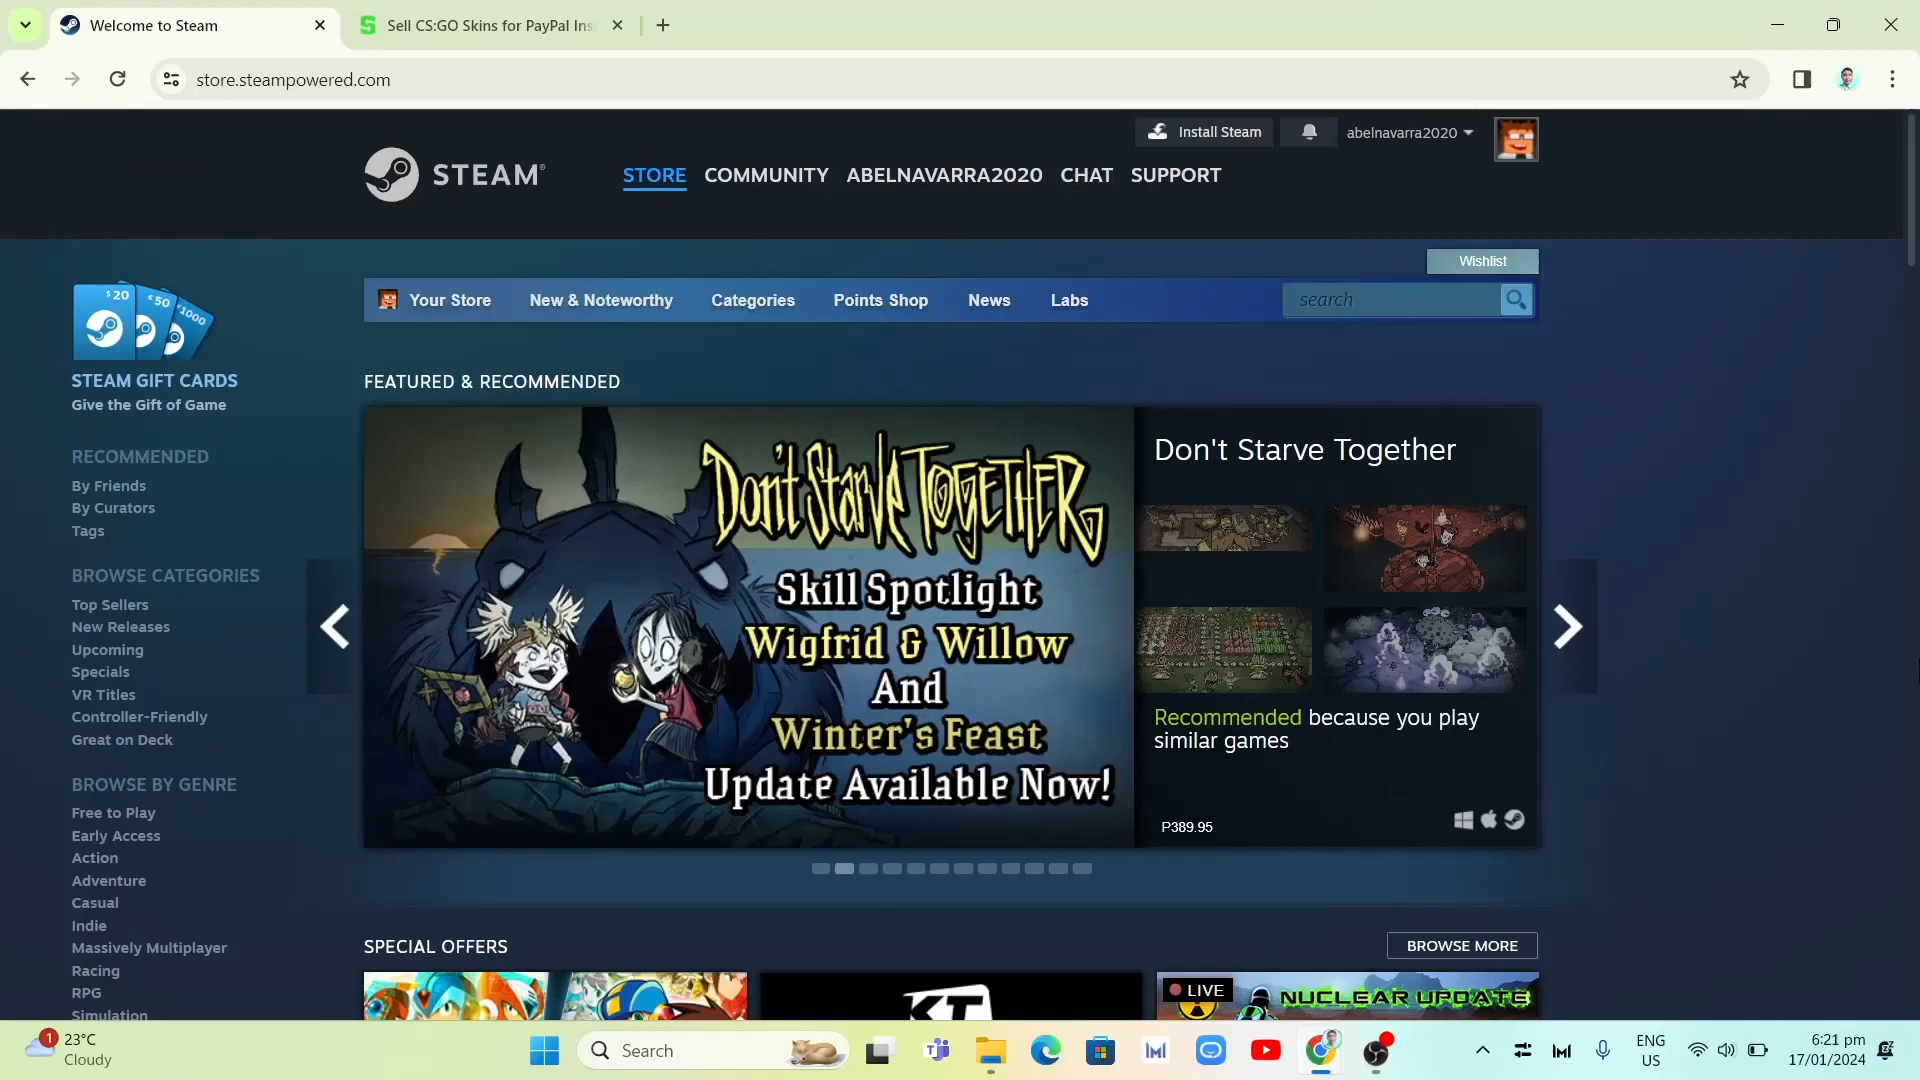 Welcome to Steam
Sell CS:GO Skins for PayPal Ins
store.steampowered.com
Install Steam
abelnavarra2020
STEAM®
STORE
COMMUNITY
ABELNAVARRA2020
CHAT
SUPPORT
Wishlist
Your Store
New & Noteworthy
Categories
Points Shop
News
Labs
search
$20
€50
1000
STEAM GIFT CARDS
Give the Gift of Game
RECOMMENDED
By Friends
By Curators
Tags
BROWSE CATEGORIES
Top Sellers
New Releases
Upcoming
Specials
VR Titles
Controller-Friendly
Great on Deck
BROWSE BY GENRE
Free to Play
Early Access
Action
Adventure
Casual
Indie
Massively Multiplayer
Racing
RPG
Simulation
FEATURED & RECOMMENDED
Don't Starve Together
Skill Spotlight
Wigfrid & Willow
And
Winter's Feast
Update Available Now!
Don't Starve Together
Recommended because you play
similar games
P389.95
SPECIAL OFFERS
BROWSE MORE
KT
LIVE
NUCLEAR UPDATE
1
23°C
Cloudy
Search
ENG
US
6:21 pm
17/01/2024